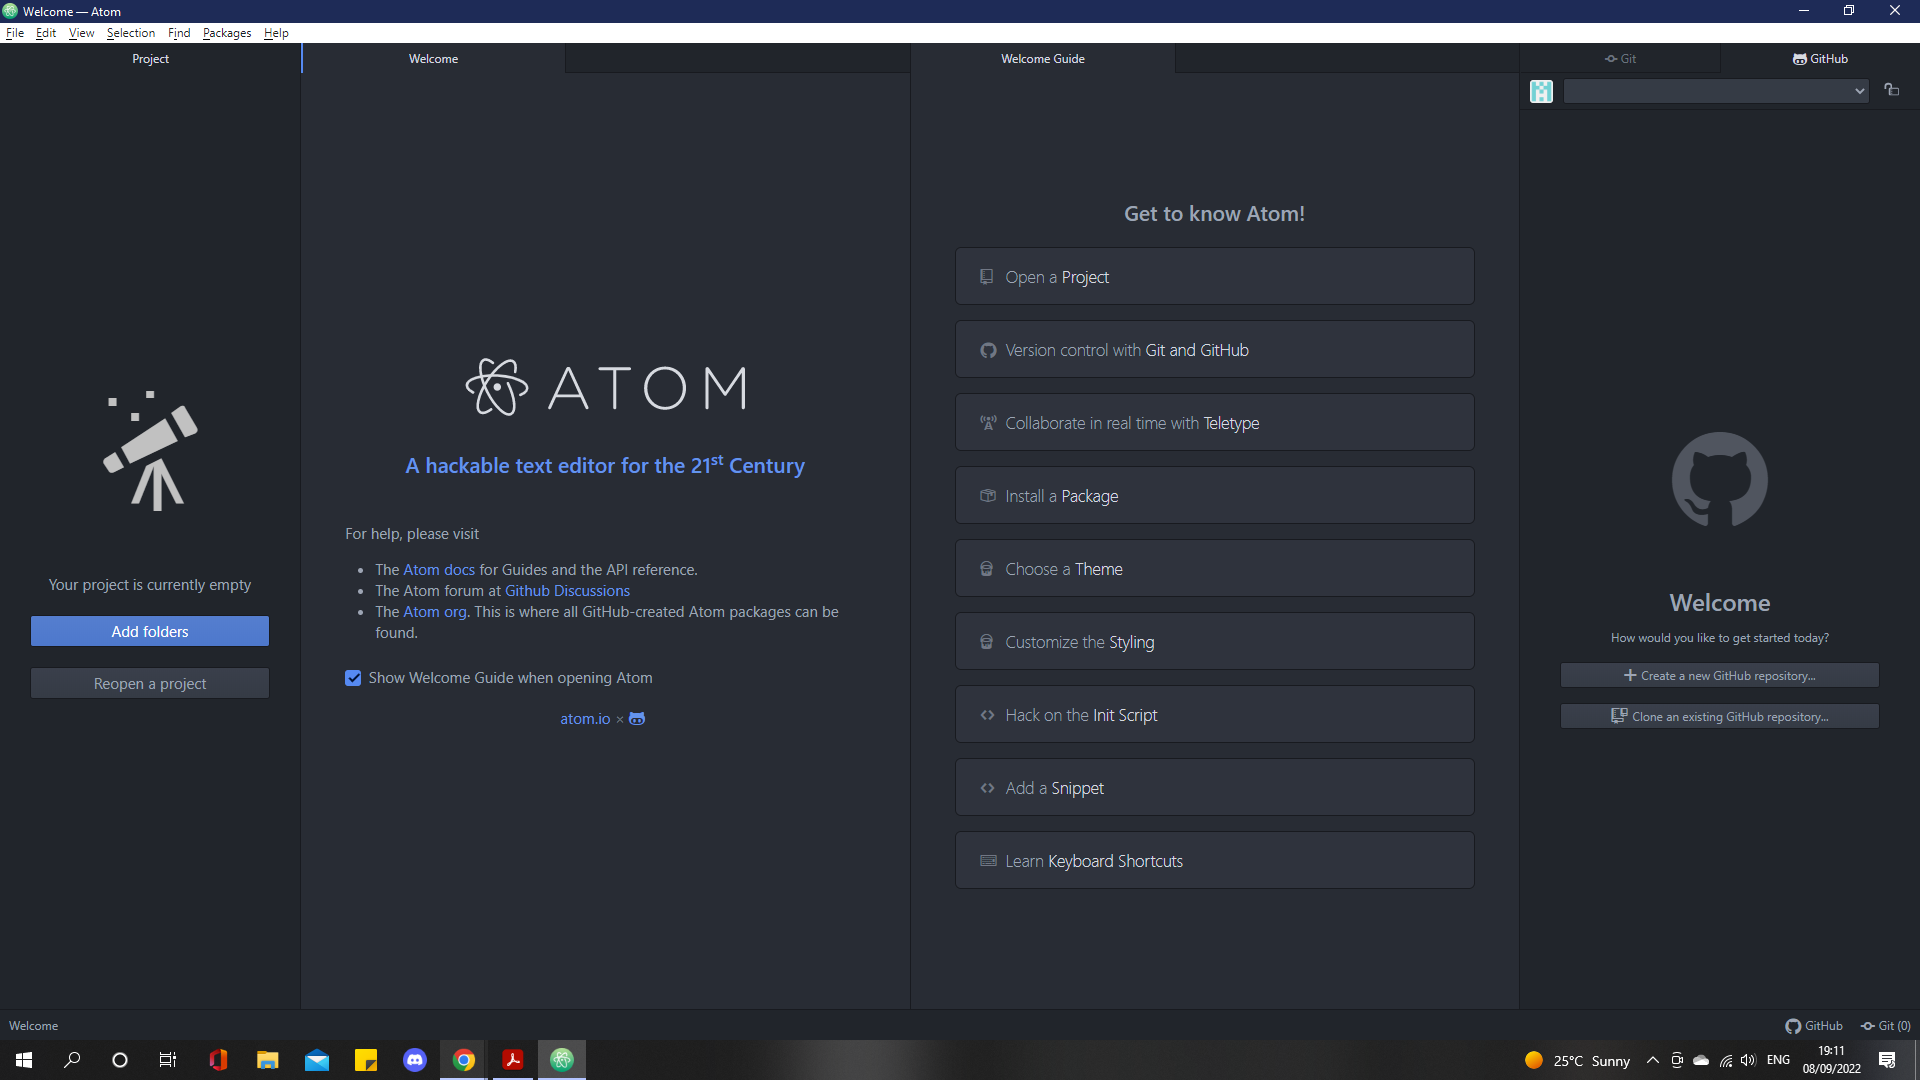 Welcome — Atom
File Edit View Selection Find Packages Help
Project
Welcome
Welcome Guide
Git
GitHub
Your project is currently empty
Add folders
Reopen a project
ATOM
A hackable text editor for the 21st Century
For help, please visit
The Atom docs for Guides and the API reference.
The Atom forum at Github Discussions
The Atom org. This is where all GitHub-created Atom packages can be
found.
Show Welcome Guide when opening Atom
atom.io ×
Get to know Atom!
Open a Project
Version control with Git and GitHub
Collaborate in real time with Teletype
Install a Package
Choose a Theme
Customize the Styling
Hack on the Init Script
Add a Snippet
Learn Keyboard Shortcuts
Welcome
How would you like to get started today?
Create a new GitHub repository...
Clone an existing GitHub repository...
Welcome
GitHub
Git (0)
25°C Sunny
ENG
19:11
08/09/2022